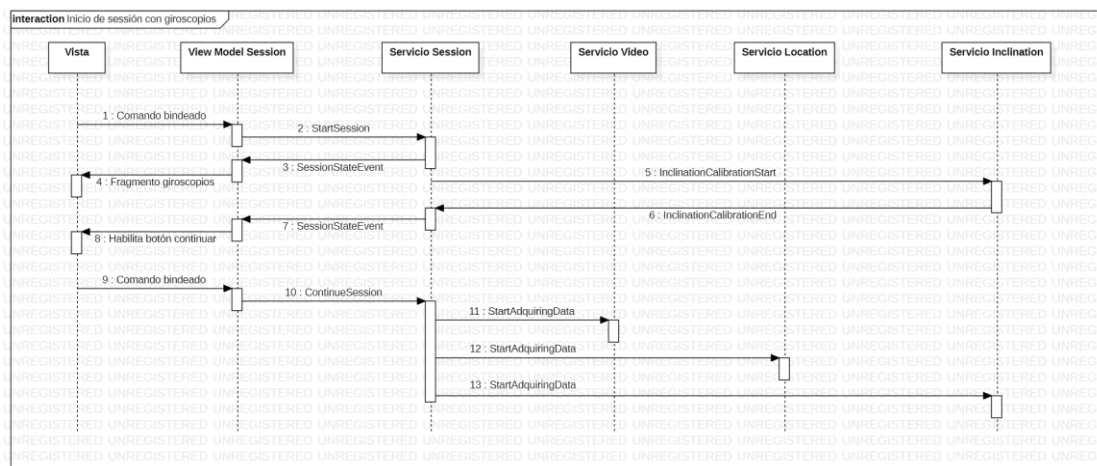 interaction Inicio de sessión con giroscopios
Vista
View Model Session
Servicio Session
Servicio Video
Servicio Location
Servicio Inclination
1 : Comando bindeado
2 : StartSession
3 : SessionStateEvent
4 : Fragmento giroscopios
5 : InclinationCalibrationStart
6 : InclinationCalibrationEnd
7 : SessionStateEvent
8 : Habilita botón continuar
9 : Comando bindeado
10 : ContinueSession
11 : StartAdquiringData
12 : StartAdquiringData
13 : StartAdquiringData
UNREGISTERED